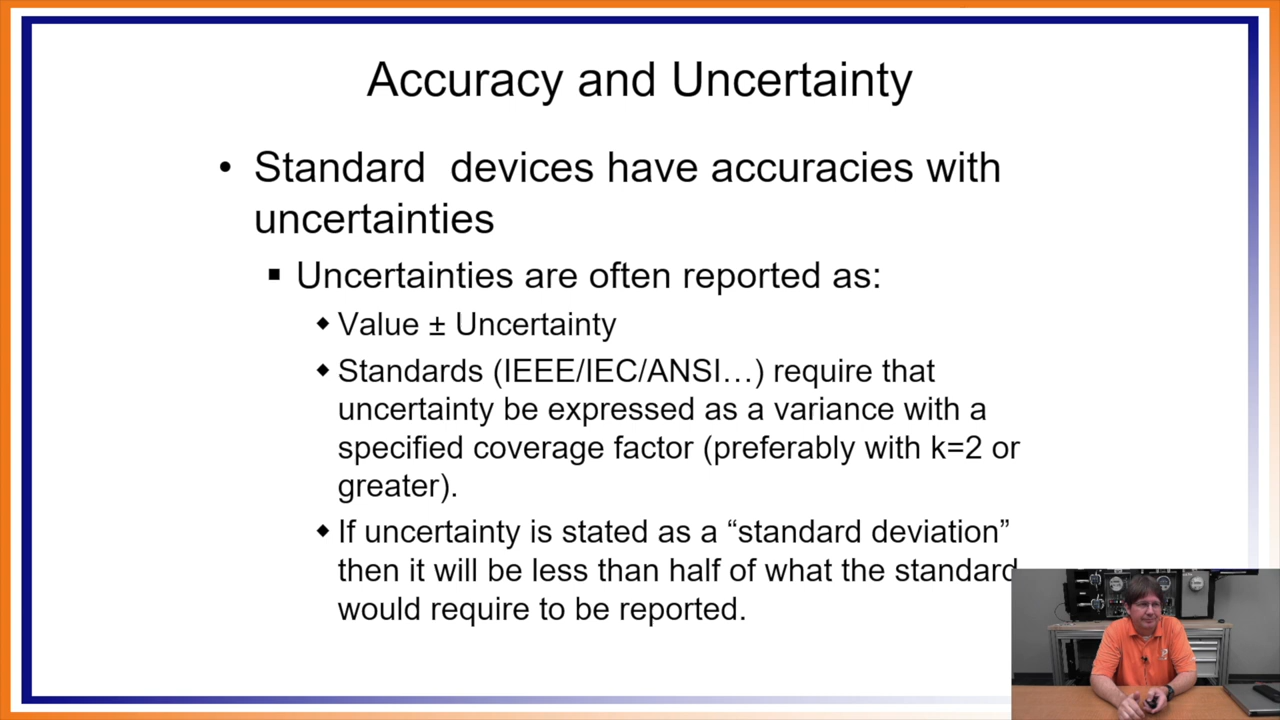 Accuracy and Uncertainty
• Standard  devices have accuracies with
uncertainties
▪ Uncertainties are often reported as:
◆ Value ± Uncertainty
◆ Standards (IEEE/IEC/ANSI…) require that
uncertainty be expressed as a variance with a
specified coverage factor (preferably with k=2 or
greater).
◆ If uncertainty is stated as a “standard deviation”
then it will be less than half of what the standard
would require to be reported.